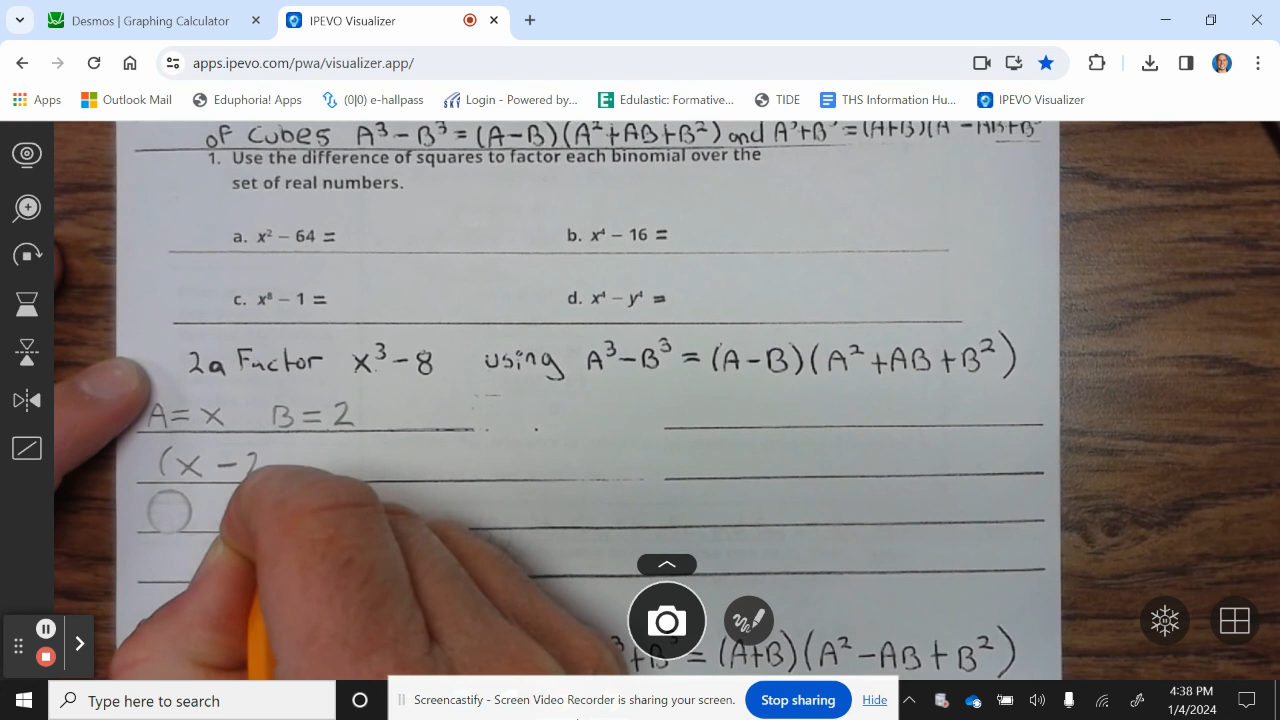 Desmos | Graphing Calculator
IPEVO Visualizer
apps.ipevo.com/pwa/visualizer.app/
Apps
Outlook Mail
Eduphoria! Apps
(0|0) e-hallpass
Login - Powered by...
Edulastic: Formative...
TIDE
THS Information Hu...
IPEVO Visualizer
of cubes A³-B³=(A-B)(A²+AB+B²) and A³+B³=(A+B)(A²-AB+B²
1. Use the difference of squares to factor each binomial over the
set of real numbers.
a. x² – 64 =
b. x⁴ – 16 =
c. x⁸ – 1 =
d. x⁴ – y⁴ =
2a Factor x³-8 using A³-B³=(A-B)(A²+AB+B²)
A=x B=2
(x-2
³+B³=(A+B)(A²-AB+B²)
Type here to search
Screencastify - Screen Video Recorder is sharing your screen.
Stop sharing
Hide
4:38 PM
1/4/2024